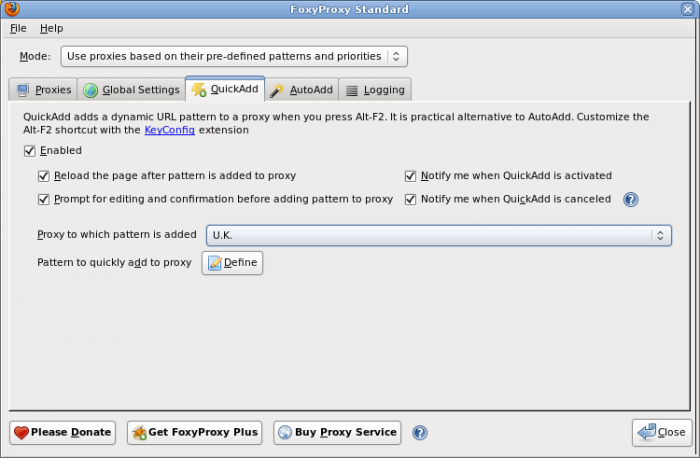 FoxyProxy Standard
File Help
Mode: Use proxies based on their pre-defined patterns and priorities
Proxies Global Settings QuickAdd AutoAdd Logging
QuickAdd adds a dynamic URL pattern to a proxy when you press Alt-F2. It is practical alternative to AutoAdd. Customize the
Alt-F2 shortcut with the KeyConfig extension
Enabled
Reload the page after pattern is added to proxy Notify me when QuickAdd is activated
Prompt for editing and confirmation before adding pattern to proxy Notify me when QuickAdd is canceled ?
Proxy to which pattern is added U.K.
Pattern to quickly add to proxy Define
Please Donate Get FoxyProxy Plus Buy Proxy Service ? Close